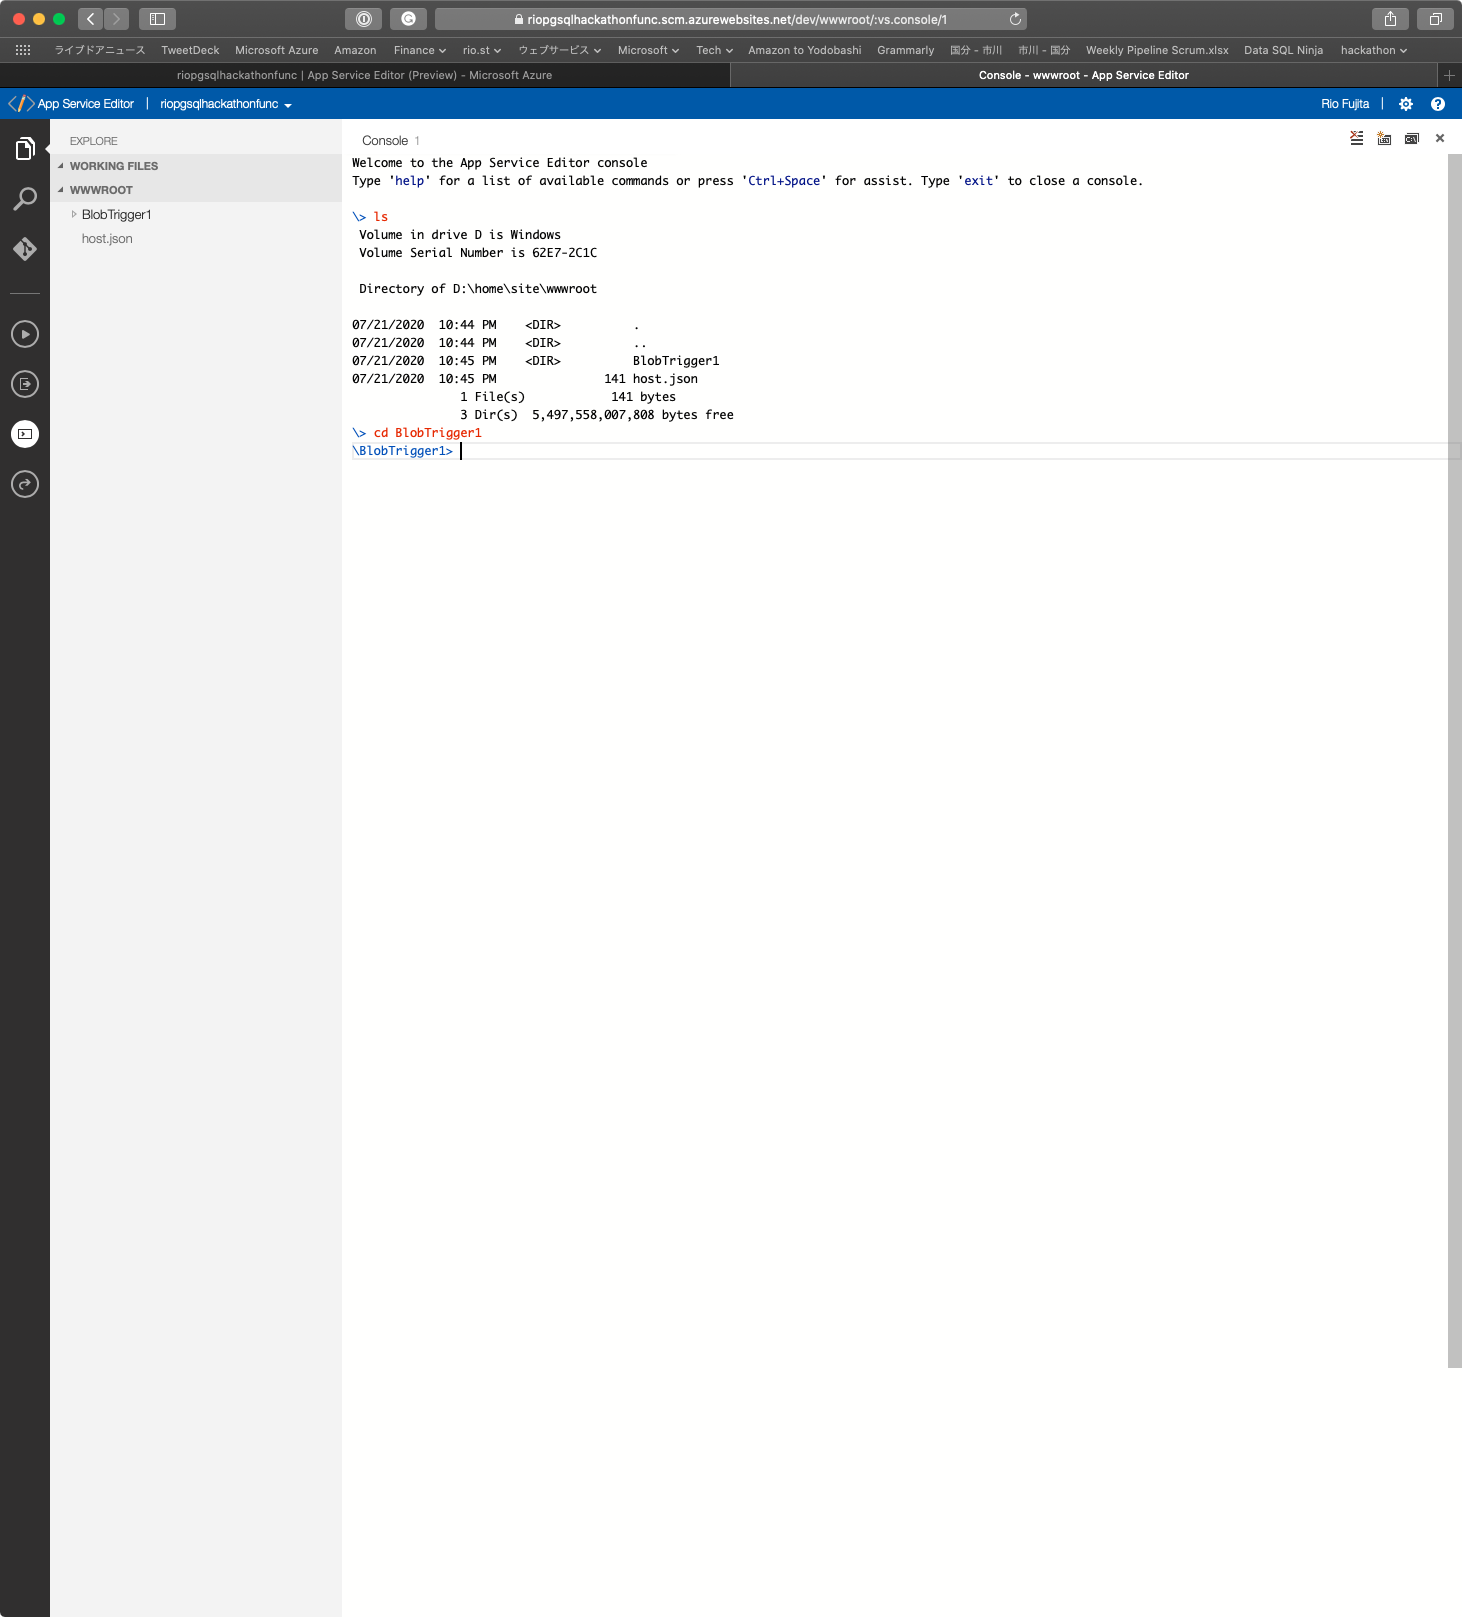 riopgsqlhackathonfunc.scm.azurewebsites.net/dev/wwwroot/:vs.console/1
ライブドアニュース TweetDeck Microsoft Azure Amazon Finance rio.st ウェブサービス Microsoft Tech Amazon to Yodobashi Grammarly 国分 - 市川 市川 - 国分 Weekly Pipeline Scrum.xlsx Data SQL Ninja hackathon
riopgsqlhackathonfunc | App Service Editor (Preview) - Microsoft Azure
Console - wwwroot - App Service Editor
App Service Editor | riopgsqlhackathonfunc
Rio Fujita |
EXPLORE
WORKING FILES
WWWROOT
BlobTrigger1
host.json
Console 1
Welcome to the App Service Editor console
Type 'help' for a list of available commands or press 'Ctrl+Space' for assist. Type 'exit' to close a console.
\> ls
Volume in drive D is Windows
Volume Serial Number is 62E7-2C1C
Directory of D:\home\site\wwwroot
07/21/2020  10:44 PM    <DIR>          .
07/21/2020  10:44 PM    <DIR>          ..
07/21/2020  10:45 PM    <DIR>          BlobTrigger1
07/21/2020  10:45 PM               141 host.json
1 File(s)            141 bytes
3 Dir(s)  5,497,558,007,808 bytes free
\> cd BlobTrigger1
\BlobTrigger1>